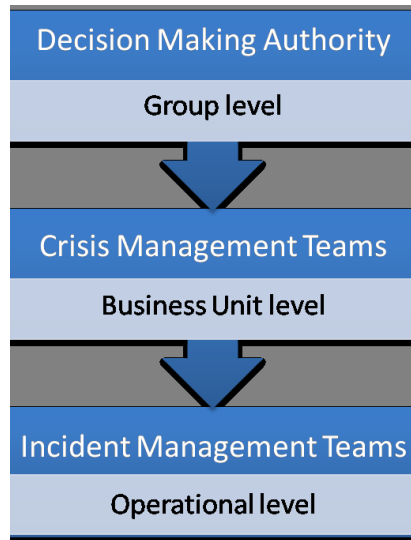 Decision Making Authority
Group level
Crisis Management Teams
Business Unit level
Incident Management Teams
Operational level